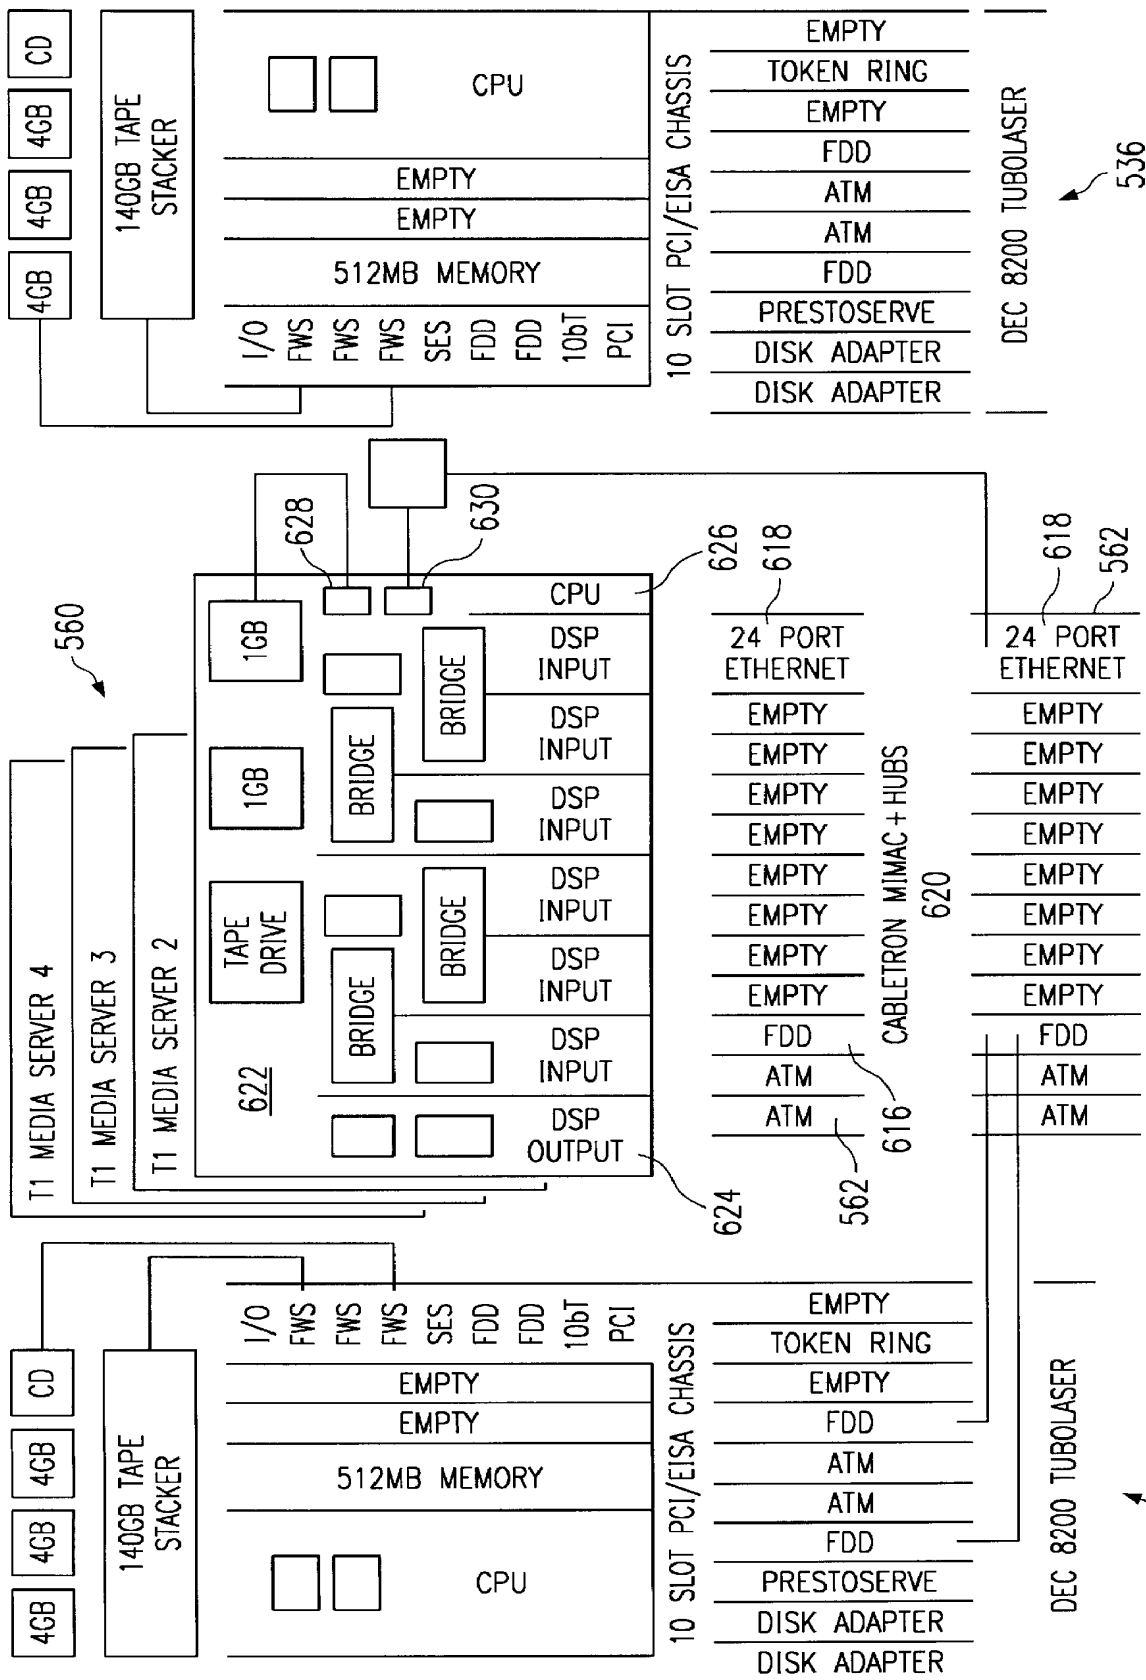 4GB
4GB
4GB
CD
140GB TAPE
STACKER
CPU
512MB MEMORY
EMPTY
EMPTY
I/O
FWS
FWS
FWS
SES
FDD
FDD
10bT
PCI
10 SLOT PCI/EISA CHASSIS
DISK ADAPTER
DISK ADAPTER
PRESTOSERVE
FDD
ATM
ATM
FDD
EMPTY
TOKEN RING
EMPTY
DEC 8200 TUBOLASER
560
T1 MEDIA SERVER 4
T1 MEDIA SERVER 3
T1 MEDIA SERVER 2
622
TAPE
DRIVE
1GB
1GB
628
630
BRIDGE
BRIDGE
BRIDGE
BRIDGE
DSP
OUTPUT
DSP
INPUT
DSP
INPUT
DSP
INPUT
DSP
INPUT
DSP
INPUT
DSP
INPUT
CPU
624
626
562
616
618
ATM
ATM
FDD
EMPTY
EMPTY
EMPTY
EMPTY
EMPTY
EMPTY
EMPTY
EMPTY
24 PORT
ETHERNET
CABLETRON MIMAC+HUBS
620
618
562
ATM
ATM
FDD
EMPTY
EMPTY
EMPTY
EMPTY
EMPTY
EMPTY
EMPTY
EMPTY
24 PORT
ETHERNET
4GB
4GB
4GB
CD
140GB TAPE
STACKER
I/O
FWS
FWS
FWS
SES
FDD
FDD
10bT
PCI
512MB MEMORY
EMPTY
EMPTY
CPU
10 SLOT PCI/EISA CHASSIS
DISK ADAPTER
DISK ADAPTER
PRESTOSERVE
FDD
ATM
ATM
FDD
EMPTY
TOKEN RING
EMPTY
DEC 8200 TUBOLASER
536